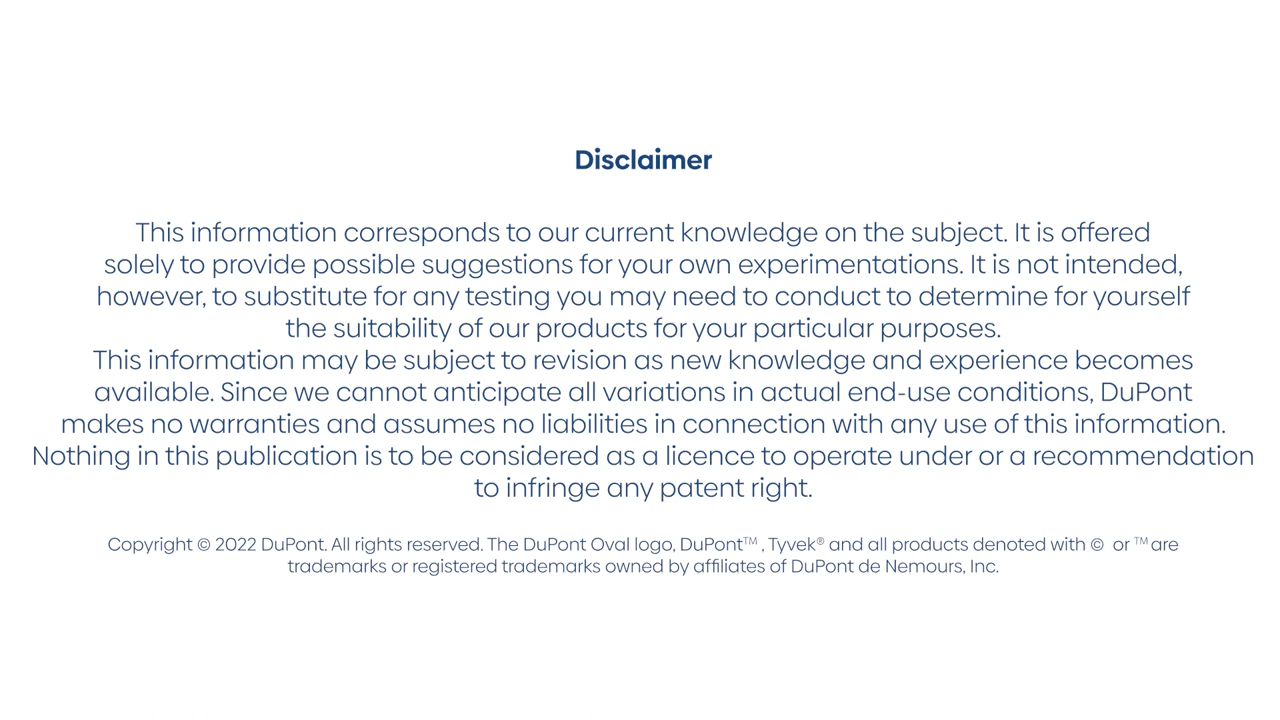 Disclaimer
This information corresponds to our current knowledge on the subject. It is offered
solely to provide possible suggestions for your own experimentations. It is not intended,
however, to substitute for any testing you may need to conduct to determine for yourself
the suitability of our products for your particular purposes.
This information may be subject to revision as new knowledge and experience becomes
available. Since we cannot anticipate all variations in actual end-use conditions, DuPont
makes no warranties and assumes no liabilities in connection with any use of this information.
Nothing in this publication is to be considered as a licence to operate under or a recommendation
to infringe any patent right.
Copyright © 2022 DuPont. All rights reserved. The DuPont Oval logo, DuPont™ , Tyvek® and all products denoted with © or ™ are
trademarks or registered trademarks owned by affiliates of DuPont de Nemours, Inc.